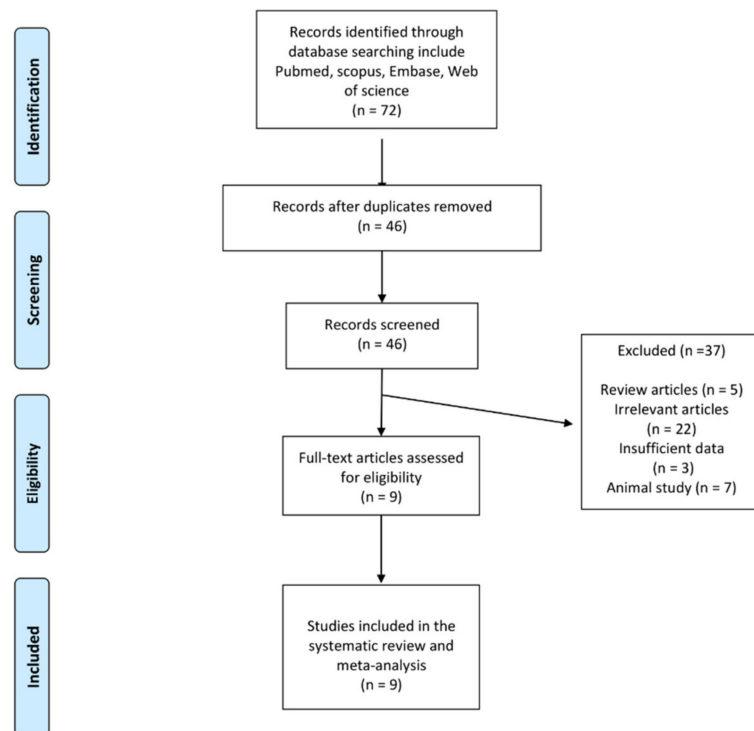 Identification
Records identified through
database searching include
Pubmed, scopus, Embase, Web
of science
(n = 72)
Records after duplicates removed
(n = 46)
Screening
Records screened
(n = 46)
Excluded (n =37)
Review articles (n = 5)
Irrelevant articles
(n = 22)
Insufficient data
(n = 3)
Animal study (n = 7)
Eligibility
Full-text articles assessed
for eligibility
(n = 9)
Included
Studies included in the
systematic review and
meta-analysis
(n = 9)